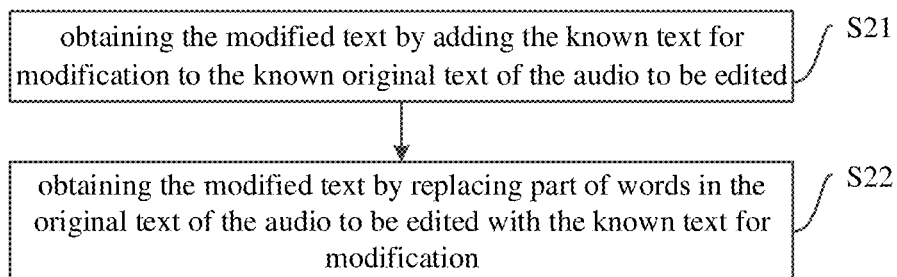 obtaining the modified text by adding the known text for
modification to the known original text of the audio to be edited
S21
obtaining the modified text by replacing part of words in the
original text of the audio to be edited with the known text for
modification
S22